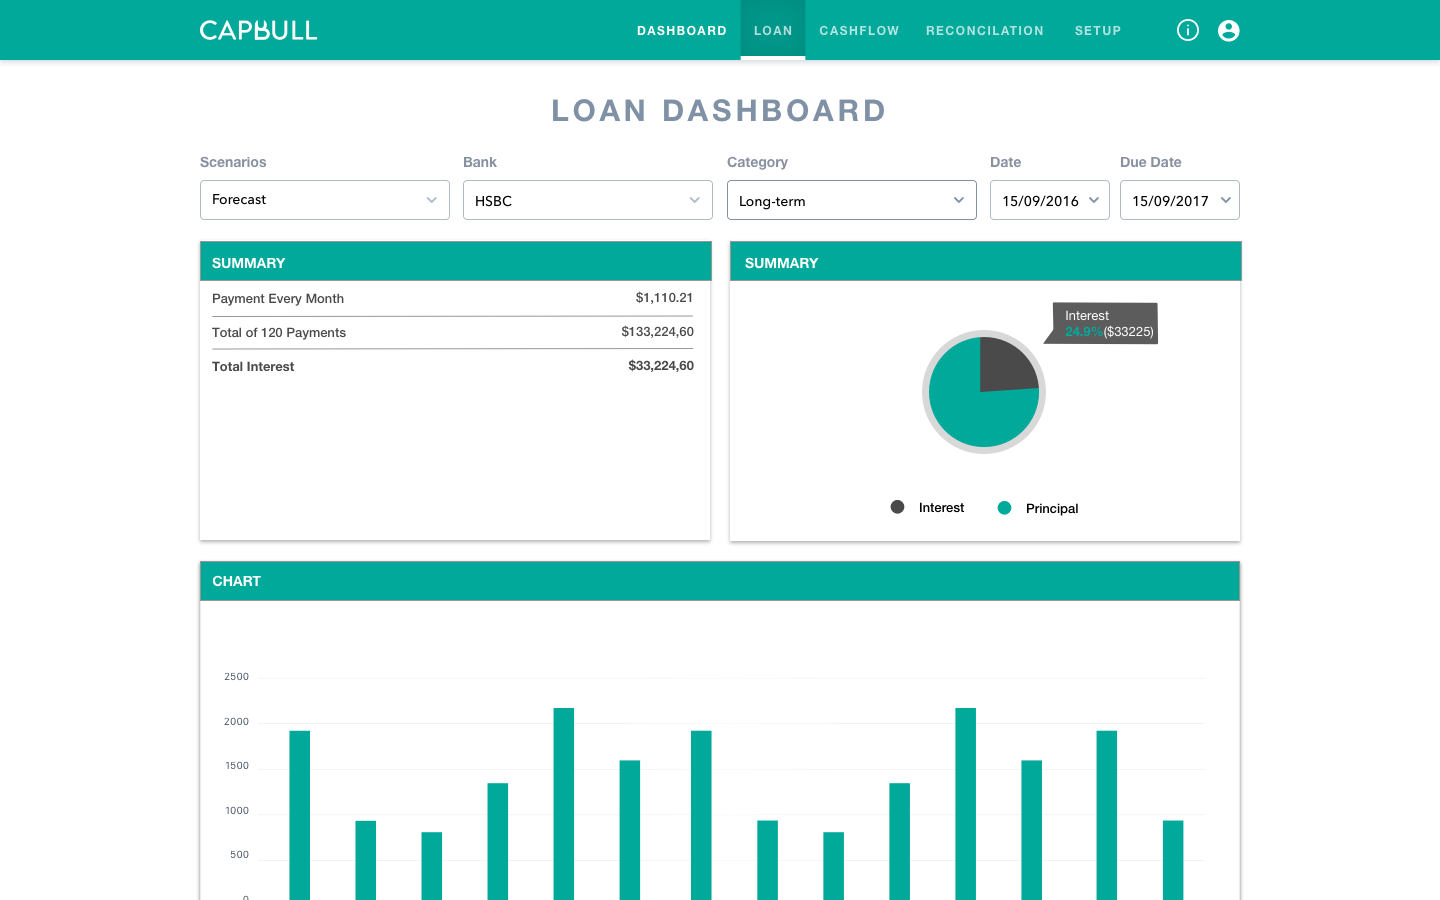 CAPBULL
DASHBOARD LOAN CASHFLOW RECONCILATION SETUP
LOAN DASHBOARD
Scenarios Bank Category Date Due Date
Forecast HSBC Long-term 15/09/2016 15/09/2017
SUMMARY
Payment Every Month $1,110.21
Total of 120 Payments $133,224,60
Total Interest $33,224,60
SUMMARY
Interest
24.9%($33225)
Interest Principal
CHART
2500
2000
1500
1000
500
0